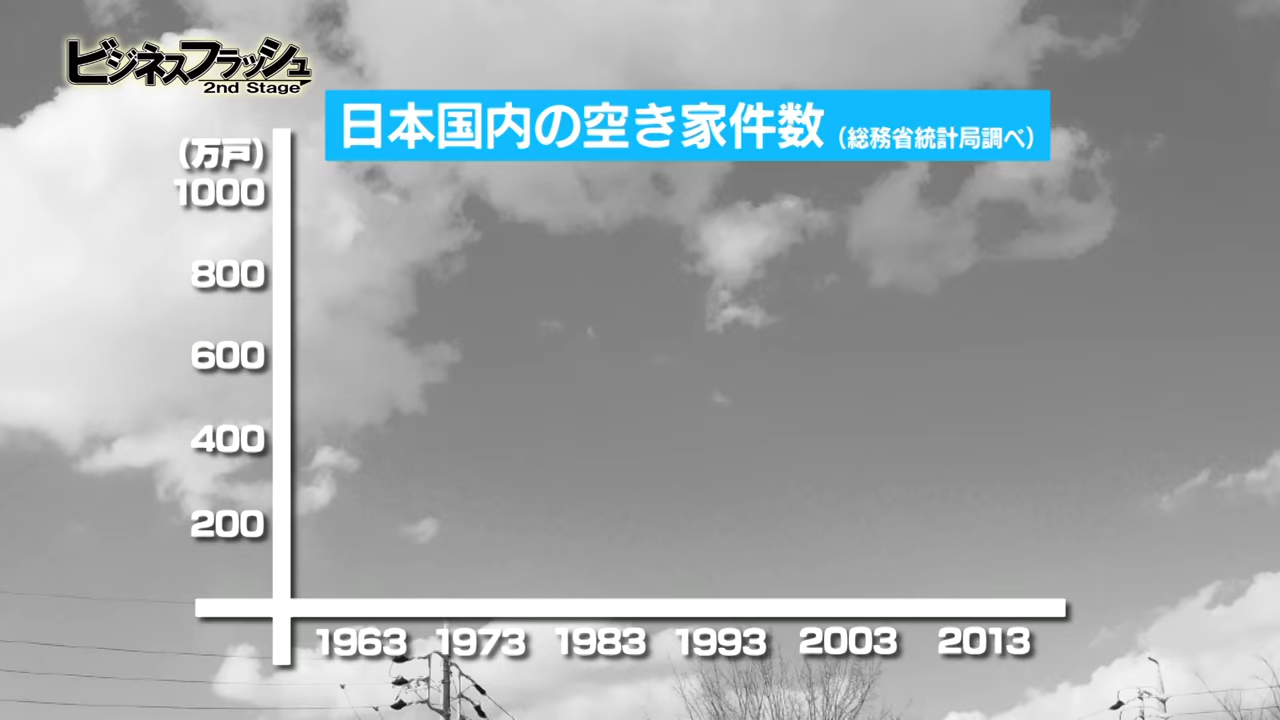 ビジネスフラッシュ
2nd Stage
日本国内の空き家件数（総務省統計局調べ）
（万戸）
1000
800
600
400
200
1963 1973 1983 1993 2003 2013